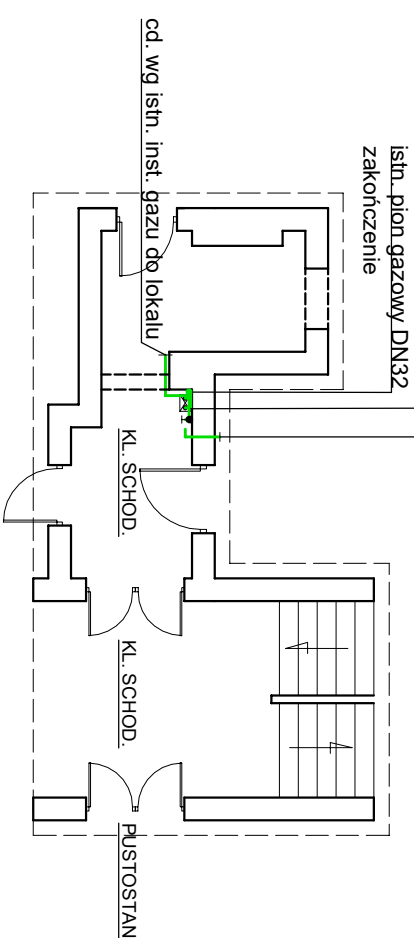 istn. pion gazowy DN32
zakończenie
cd. wg istn. inst. gazu do lokalu
KL. SCHOD.
KL. SCHOD.
PUSTOSTAN